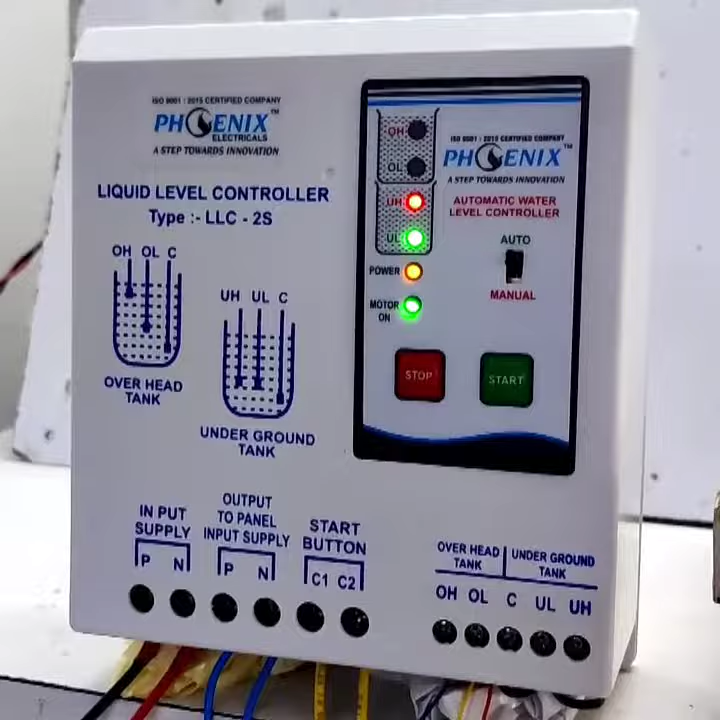 ISO 9001 : 2015 CERTIFIED COMPANY
PHOENIX™
ELECTRICALS
A STEP TOWARDS INNOVATION
LIQUID LEVEL CONTROLLER
Type :- LLC - 2S
OH OL C
OVER HEAD
TANK
UH UL C
UNDER GROUND
TANK
OH
OL
UH
UL
POWER
MOTOR
ON
ISO 9001 : 2015 CERTIFIED COMPANY
PHOENIX™
A STEP TOWARDS INNOVATION
AUTOMATIC WATER
LEVEL CONTROLLER
AUTO
MANUAL
STOP
START
IN PUT
SUPPLY
P N
OUTPUT
TO PANEL
INPUT SUPPLY
P N
START
BUTTON
C1 C2
OVER HEAD
TANK
UNDER GROUND
TANK
OH OL C UL UH